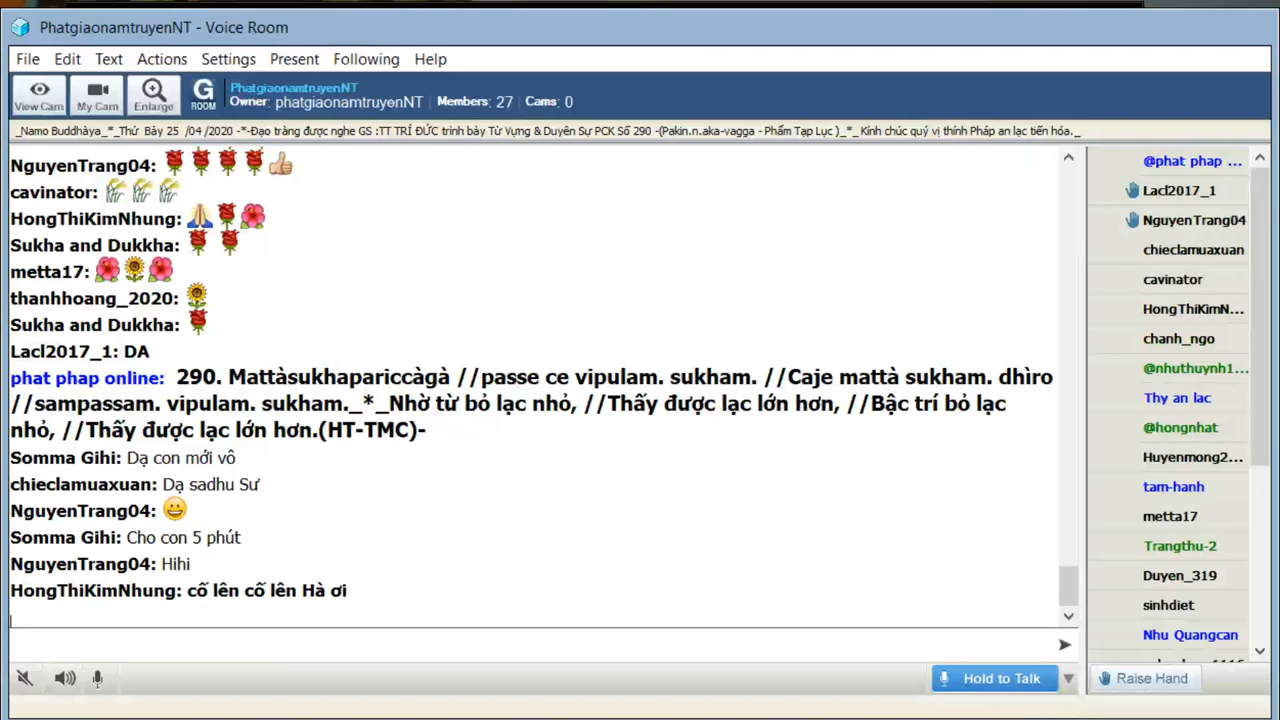 PhatgiaonamtruyenNT - Voice Room
File Edit Text Actions Settings Present Following Help
View Cam My Cam Enlarge G ROOM
PhatgiaonamtruyenNT
Owner: phatgiaonamtruyenNT Members: 27 Cams: 0
_Namo Buddhàya_*_Thứ Bảy 25 /04 /2020 -*-Đạo tràng được nghe GS :TT TRÍ ĐỨC trình bày Từ Vựng & Duyên Sự PCK Số 290 -(Pakin.n.aka-vagga - Phẩm Tạp Lục )_*_ Kính chúc quý vị thính Pháp an lạc tiến hóa._
NguyenTrang04:
cavinator:
HongThiKimNhung:
Sukha and Dukkha:
metta17:
thanhhoang_2020:
Sukha and Dukkha:
Lacl2017_1: DA
phat phap online: 290. Mattàsukhapariccàgà //passe ce vipulam. sukham. //Caje mattà sukham. dhìro
//sampassam. vipulam. sukham._*_Nhờ từ bỏ lạc nhỏ, //Thấy được lạc lớn hơn, //Bậc trí bỏ lạc
nhỏ, //Thấy được lạc lớn hơn.(HT-TMC)-
Somma Gihi: Dạ con mới vô
chieclamuaxuan: Dạ sadhu Sư
NguyenTrang04:
Somma Gihi: Cho con 5 phút
NguyenTrang04: Hihi
HongThiKimNhung: cố lên cố lên Hà ơi
@phat phap ...
Lacl2017_1
NguyenTrang04
chieclamuaxuan
cavinator
HongThiKimN...
chanh_ngo
@nhuthuynh1...
Thy an lac
@hongnhat
Huyenmong2...
tam-hanh
metta17
Trangthu-2
Duyen_319
sinhdiet
Nhu Quangcan
Hold to Talk
Raise Hand